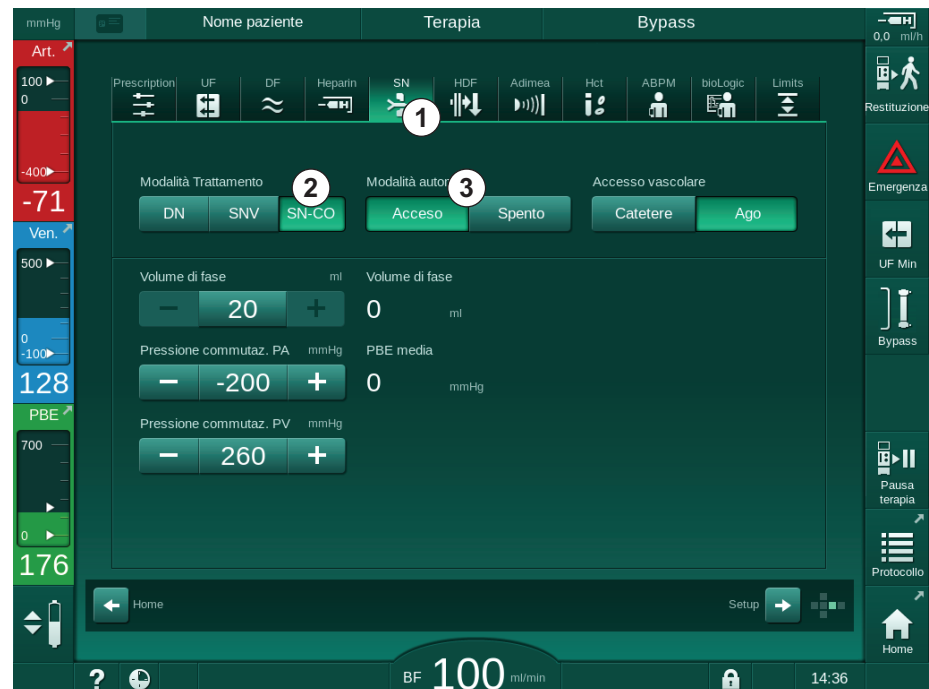 mmHg
Nome paziente
Terapia
Bypass
0,0 ml/h
Art.
100
0
-400
-71
Ven.
500
0
-100
128
PBE
700
0
176
Prescription UF DF Heparin SN HDF Adimea Hct ABPM bioLogic Limits
1
Modalità Trattamento
2
DN SNV SN-CO
Modalità autom
3
Acceso Spento
Accesso vascolare
Catetere Ago
Volume di fase ml
20
Volume di fase
0 ml
Pressione commutaz. PA mmHg
-200
PBE media
0 mmHg
Pressione commutaz. PV mmHg
260
Home
Setup
Restituzione
Emergenza
UF Min
Bypass
Pausa
terapia
Protocollo
Home
?
BF 100 ml/min
14:36